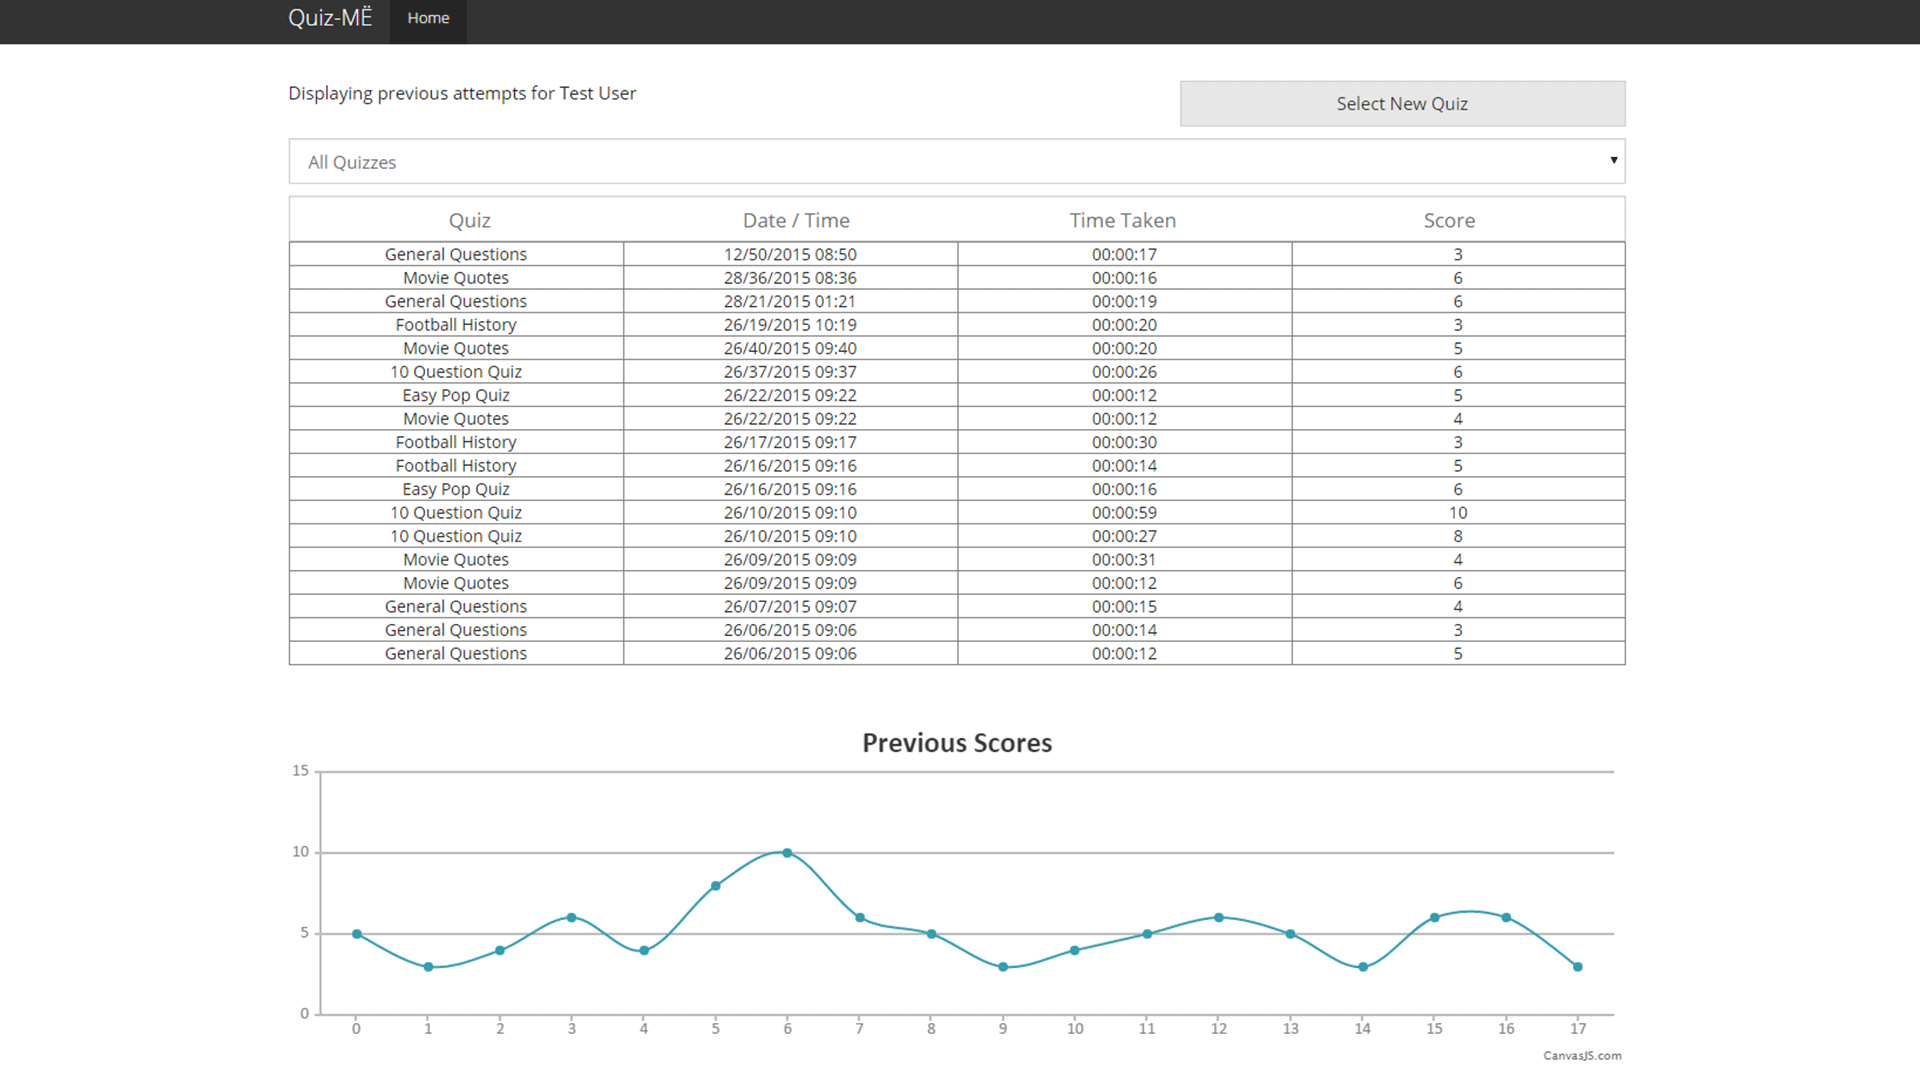 Quiz-MË Home
Displaying previous attempts for Test User
Select New Quiz
All Quizzes
Quiz Date / Time Time Taken Score
General Questions 12/50/2015 08:50 00:00:17 3
Movie Quotes 28/36/2015 08:36 00:00:16 6
General Questions 28/21/2015 01:21 00:00:19 6
Football History 26/19/2015 10:19 00:00:20 3
Movie Quotes 26/40/2015 09:40 00:00:20 5
10 Question Quiz 26/37/2015 09:37 00:00:26 6
Easy Pop Quiz 26/22/2015 09:22 00:00:12 5
Movie Quotes 26/22/2015 09:22 00:00:12 4
Football History 26/17/2015 09:17 00:00:30 3
Football History 26/16/2015 09:16 00:00:14 5
Easy Pop Quiz 26/16/2015 09:16 00:00:16 6
10 Question Quiz 26/10/2015 09:10 00:00:59 10
10 Question Quiz 26/10/2015 09:10 00:00:27 8
Movie Quotes 26/09/2015 09:09 00:00:31 4
Movie Quotes 26/09/2015 09:09 00:00:12 6
General Questions 26/07/2015 09:07 00:00:15 4
General Questions 26/06/2015 09:06 00:00:14 3
General Questions 26/06/2015 09:06 00:00:12 5
Previous Scores
15
10
5
0
0 1 2 3 4 5 6 7 8 9 10 11 12 13 14 15 16 17
CanvasJS.com